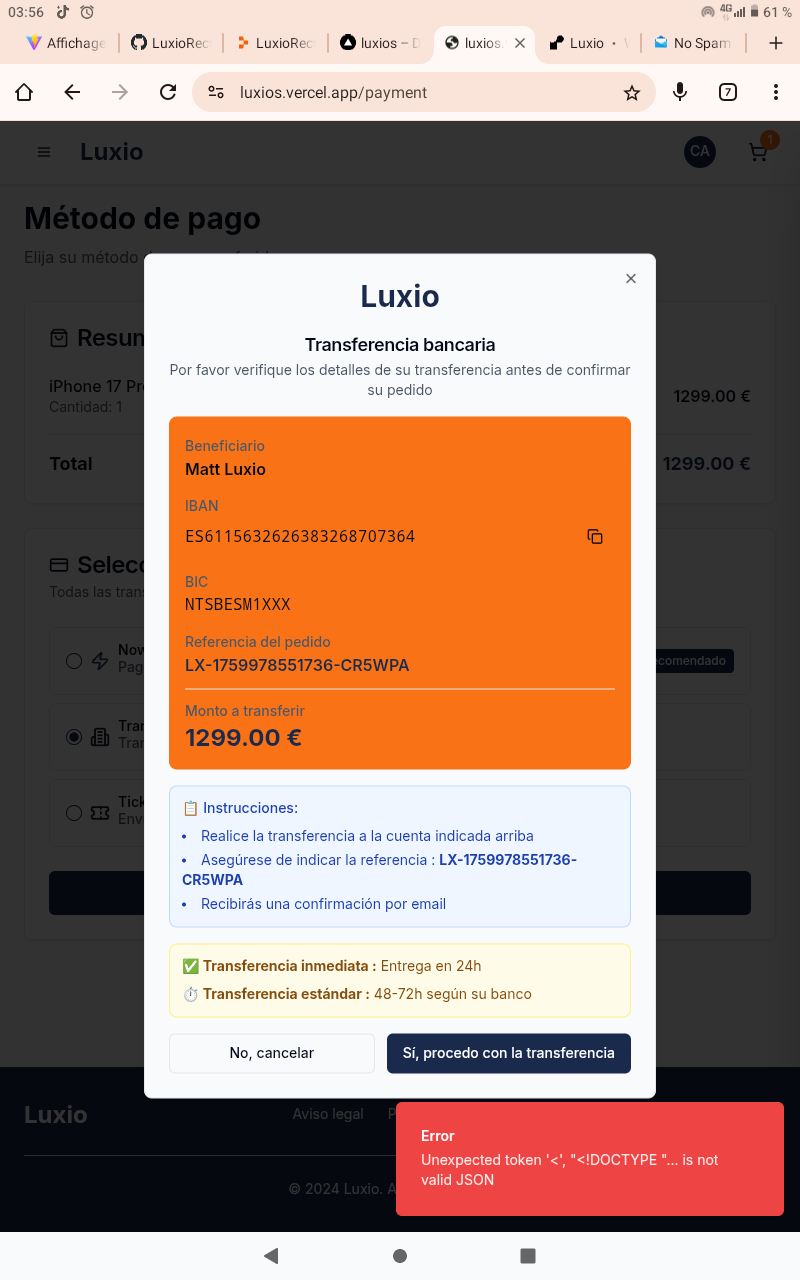 03:56
4G
61 %
Affichage
LuxioRec
LuxioRec
luxios – D
luxios.
Luxio
No Spam
luxios.vercel.app/payment
7
Luxio
CA
1
Método de pago
Elija su método
Luxio
Transferencia bancaria
Por favor verifique los detalles de su transferencia antes de confirmar
su pedido
Resum
iPhone 17 Pr
Cantidad: 1
1299.00 €
Total
1299.00 €
Beneficiario
Matt Luxio
IBAN
ES6115632626383268707364
BIC
NTSBESM1XXX
Referencia del pedido
LX-1759978551736-CR5WPA
Monto a transferir
1299.00 €
Selecc
Todas las trans
Now
Pag
ecomendado
Tran
Tran
Tick
Env
📋 Instrucciones:
• Realice la transferencia a la cuenta indicada arriba
• Asegúrese de indicar la referencia : LX-1759978551736-
CR5WPA
• Recibirás una confirmación por email
✅ Transferencia inmediata : Entrega en 24h
⏱️ Transferencia estándar : 48-72h según su banco
No, cancelar
Sí, procedo con la transferencia
Luxio
Aviso legal
P
© 2024 Luxio. A
Error
Unexpected token '<', "<!DOCTYPE "... is not
valid JSON